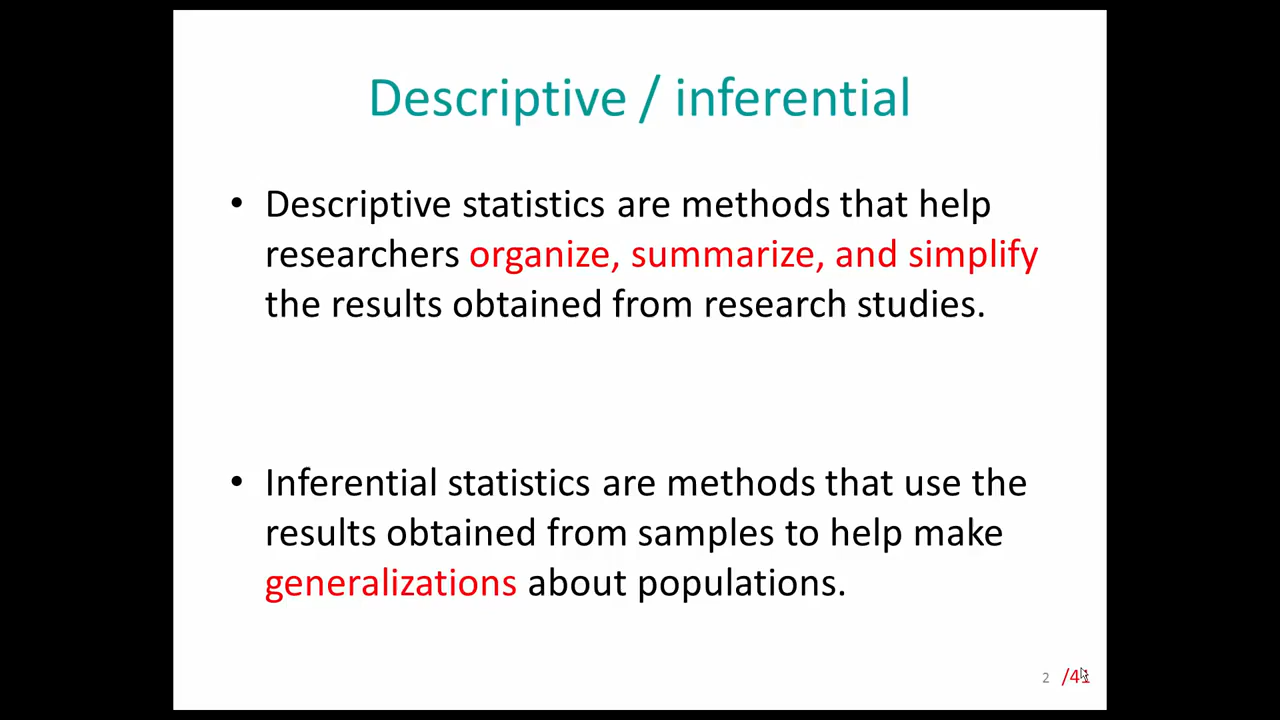 Descriptive / inferential
• Descriptive statistics are methods that help
researchers organize, summarize, and simplify
the results obtained from research studies.
• Inferential statistics are methods that use the
results obtained from samples to help make
generalizations about populations.
2 /41